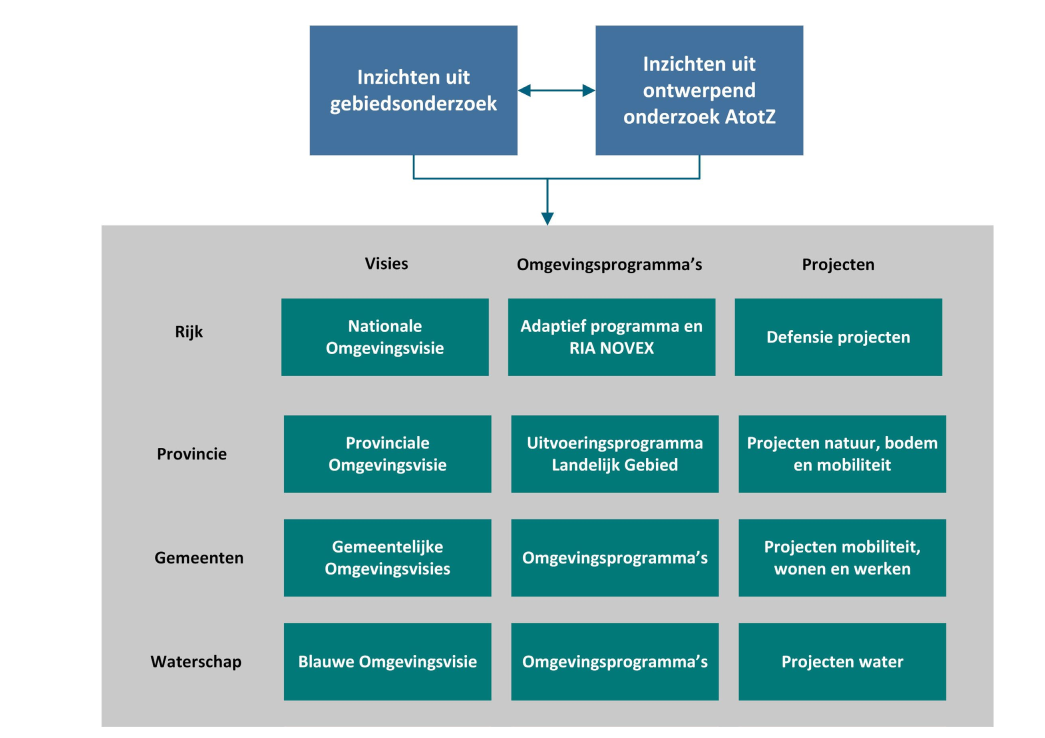 Inzichten uit
gebiedsonderzoek
Inzichten uit
ontwerpend
onderzoek AtotZ
Visies
Omgevingsprogramma’s
Projecten
Rijk
Nationale
Omgevingsvisie
Adaptief programma en
RIA NOVEX
Defensie projecten
Provincie
Provinciale
Omgevingsvisie
Uitvoeringsprogramma
Landelijk Gebied
Projecten natuur, bodem
en mobiliteit
Gemeenten
Gemeentelijke
Omgevingsvisies
Omgevingsprogramma’s
Projecten mobiliteit,
wonen en werken
Waterschap
Blauwe Omgevingsvisie
Omgevingsprogramma’s
Projecten water